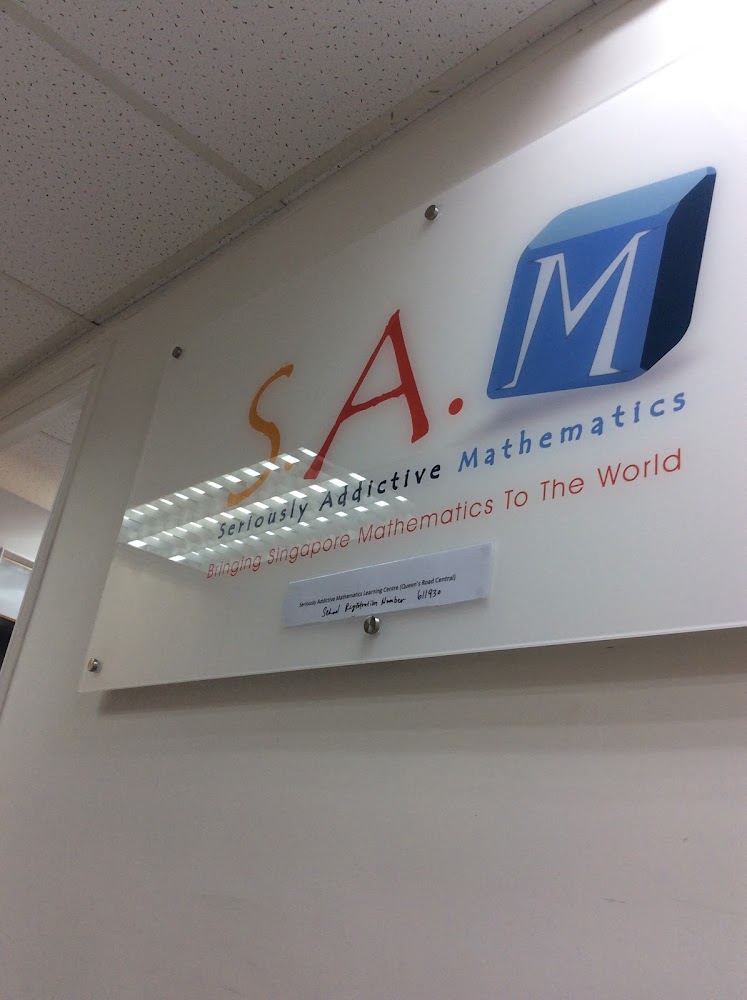 S.A.M
Seriously Addictive Mathematics
Bringing Singapore Mathematics To The World
Seriously Addictive Mathematics Learning Centre (Queen's Road Central)
School Registration Number 611930